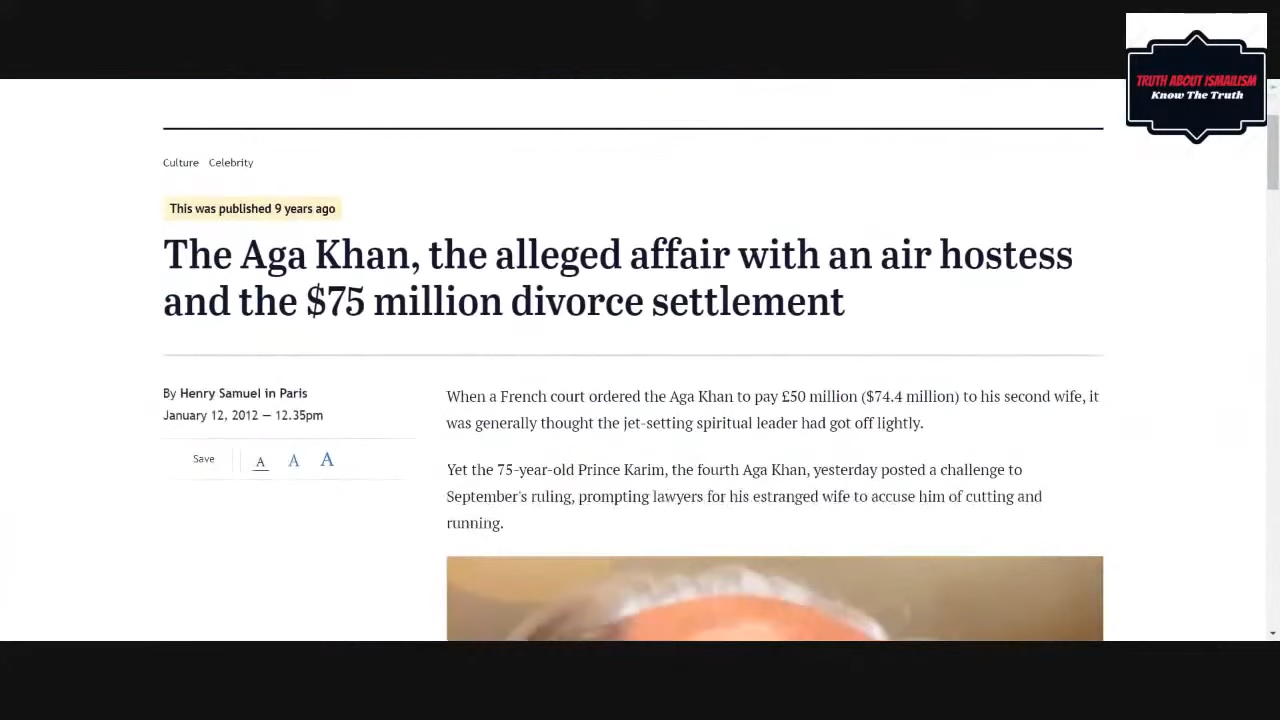 TRUTH ABOUT ISMAILISM
Know The Truth
Culture Celebrity
This was published 9 years ago
The Aga Khan, the alleged affair with an air hostess
and the $75 million divorce settlement
By Henry Samuel in Paris
January 12, 2012 — 12.35pm
Save A A A
When a French court ordered the Aga Khan to pay £50 million ($74.4 million) to his second wife, it
was generally thought the jet-setting spiritual leader had got off lightly.
Yet the 75-year-old Prince Karim, the fourth Aga Khan, yesterday posted a challenge to
September's ruling, prompting lawyers for his estranged wife to accuse him of cutting and
running.